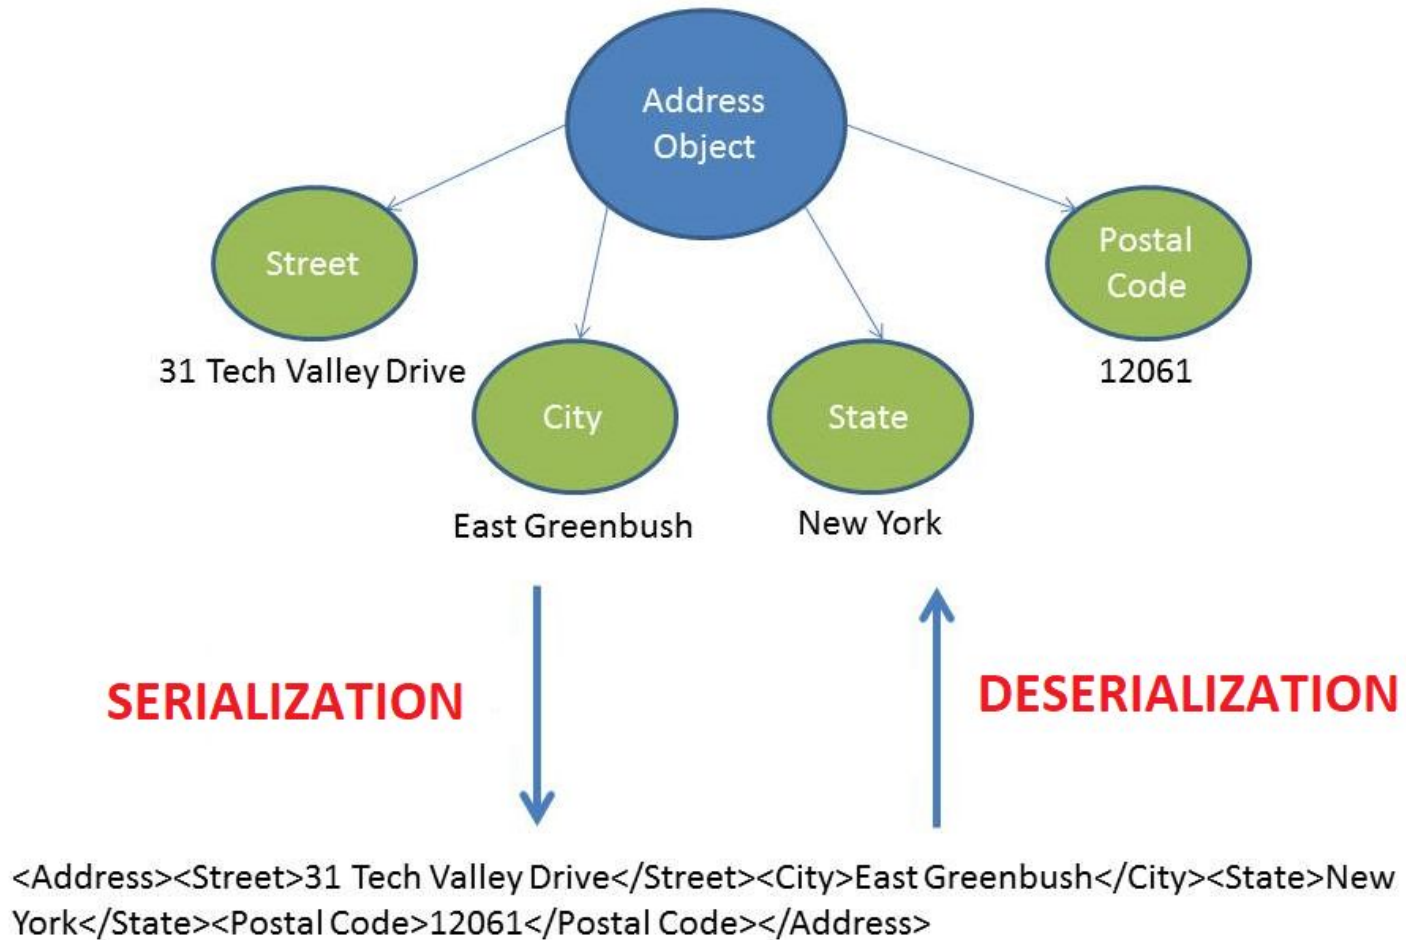 Address
Object
Street
Postal
Code
31 Tech Valley Drive
12061
City
State
East Greenbush
New York
SERIALIZATION
DESERIALIZATION
<Address><Street>31 Tech Valley Drive</Street><City>East Greenbush</City><State>New
York</State><Postal Code>12061</Postal Code></Address>